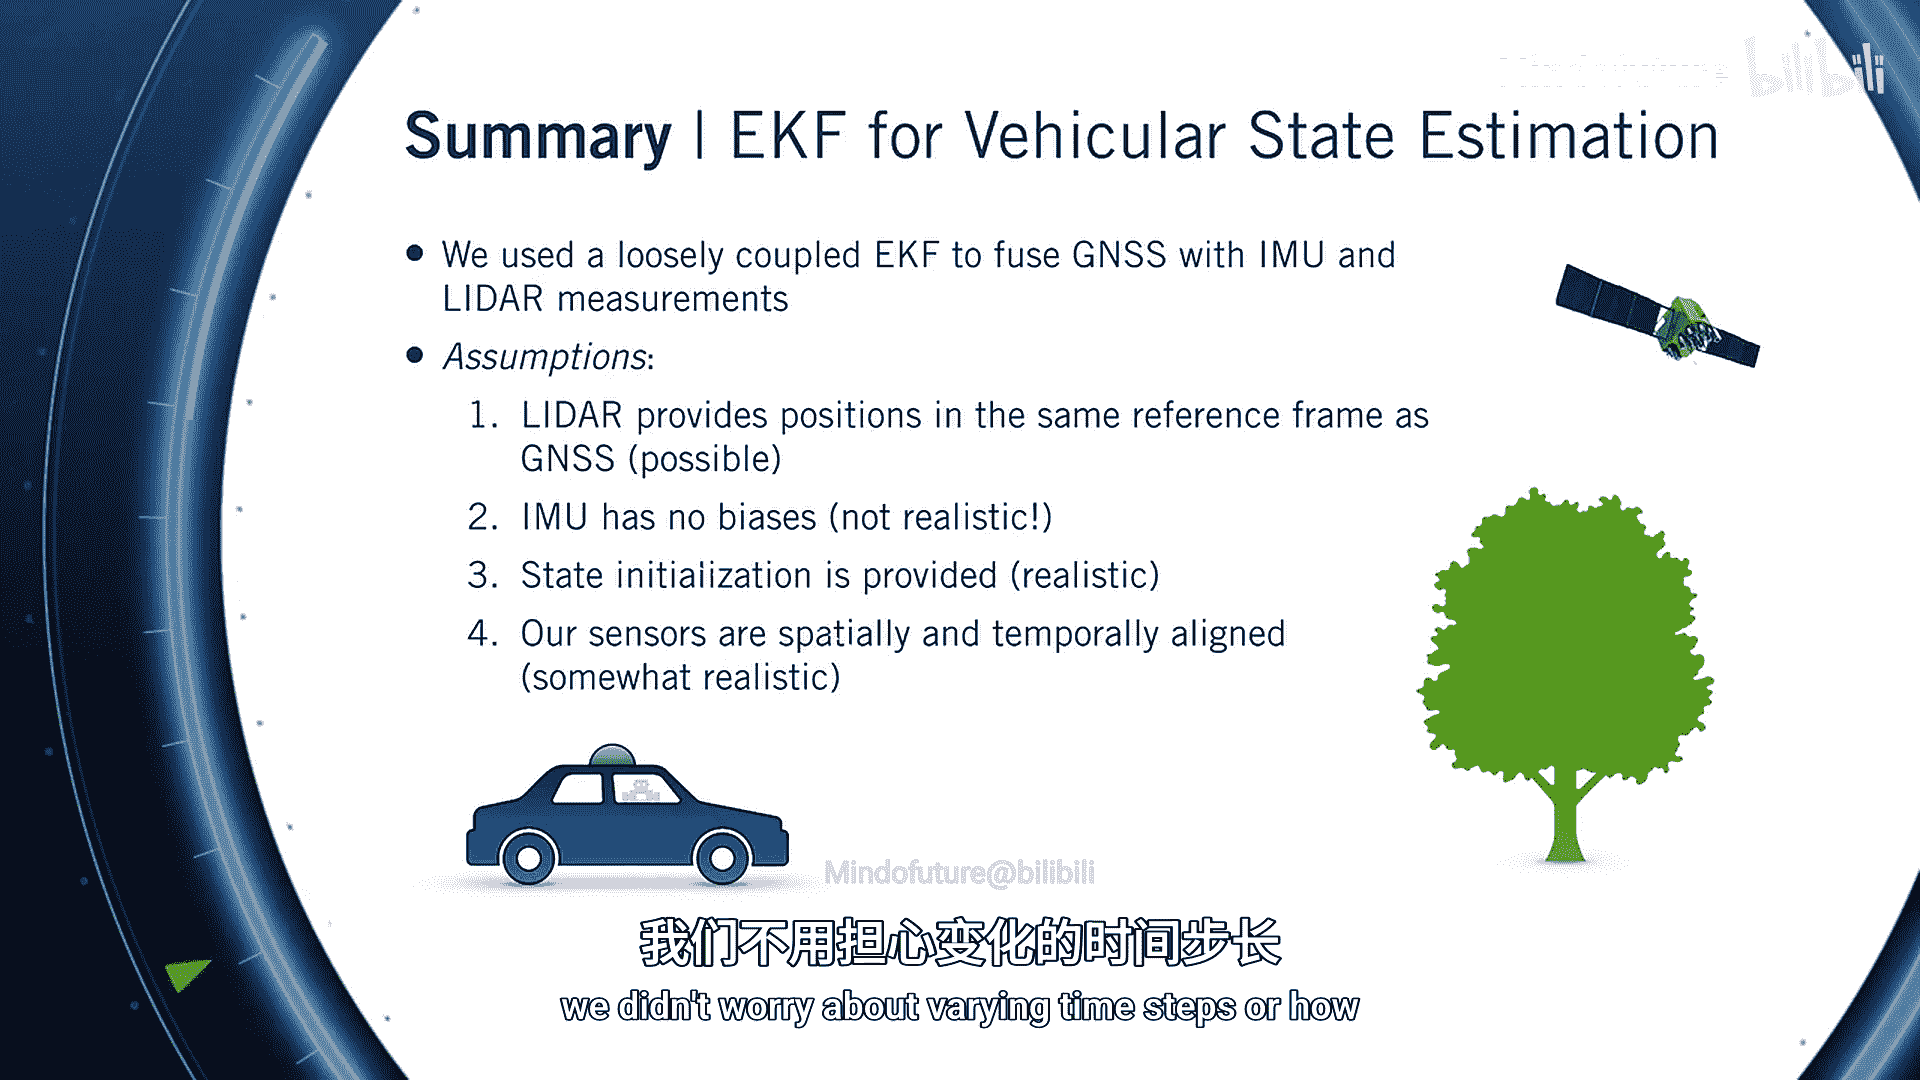 bilibili
Summary | EKF for Vehicular State Estimation
• We used a loosely coupled EKF to fuse GNSS with IMU and
LIDAR measurements
• Assumptions:
1. LIDAR provides positions in the same reference frame as
GNSS (possible)
2. IMU has no biases (not realistic!)
3. State initialization is provided (realistic)
4. Our sensors are spatially and temporally aligned
(somewhat realistic)
Mindofuture@bilibili
我们不用担心变化的时间步长
we didn't worry about varying time steps or how